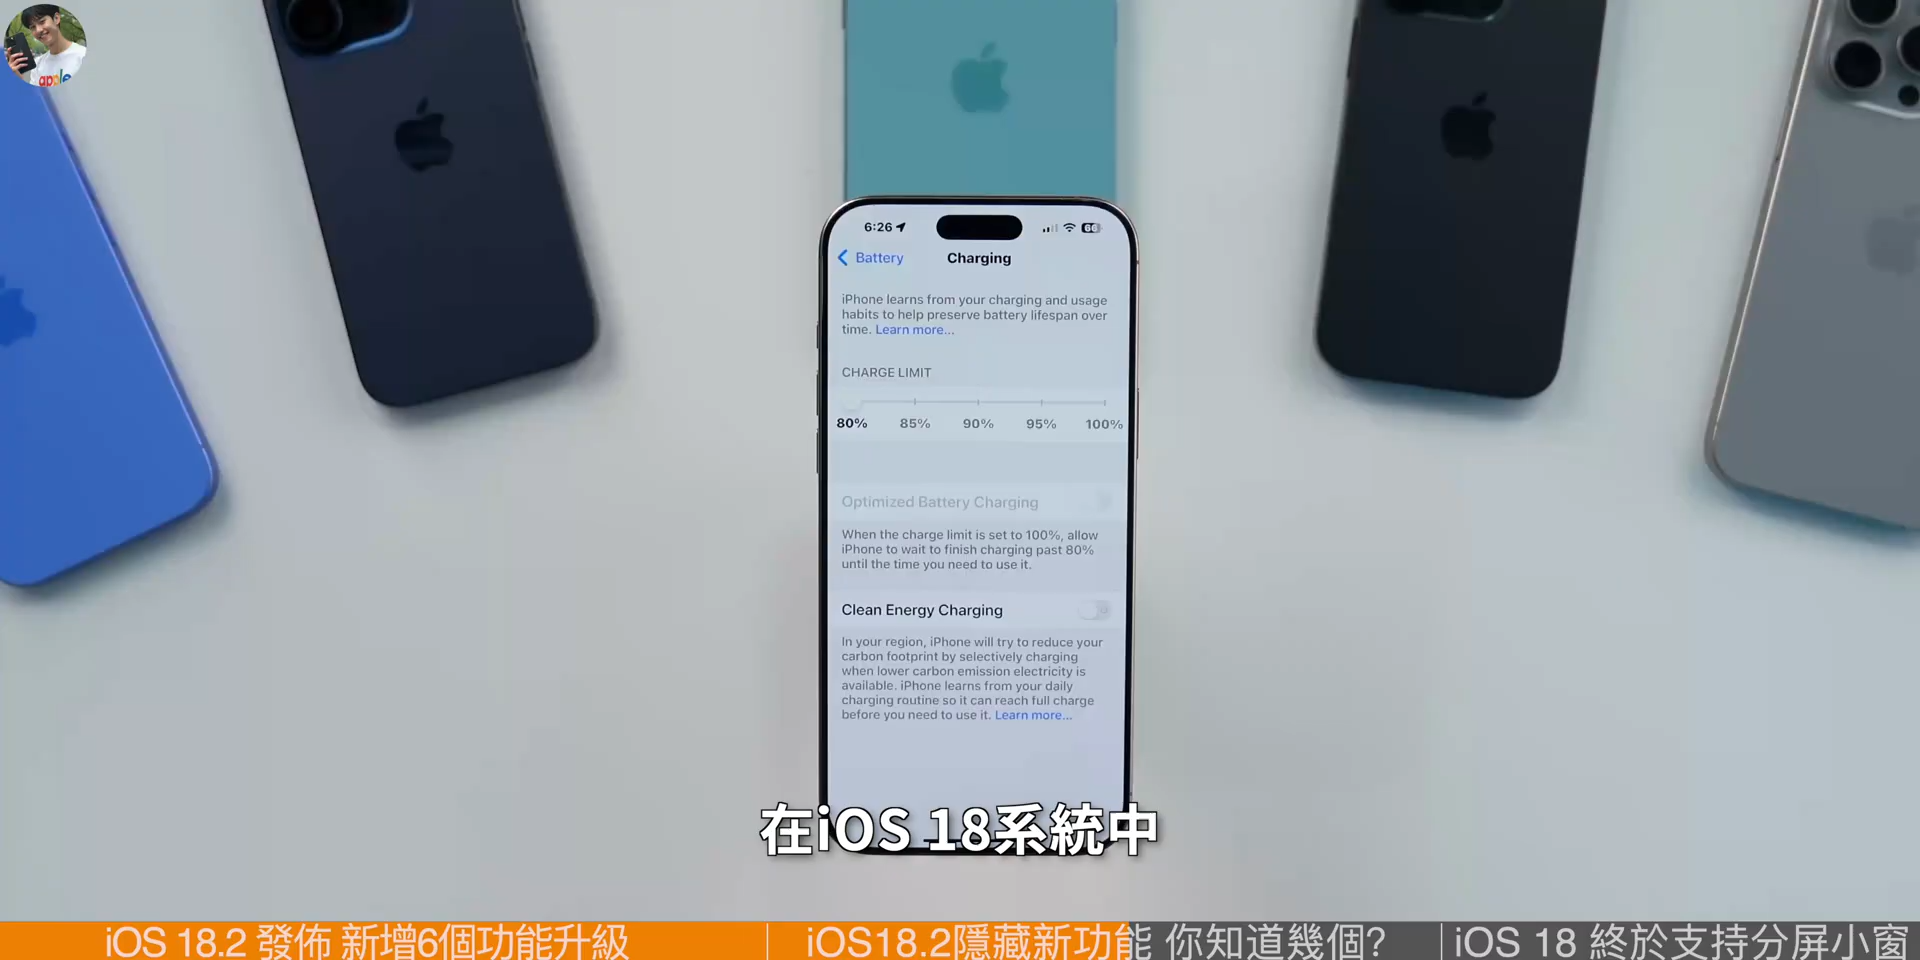 apple
6:26
66
Battery
Charging
iPhone learns from your charging and usage
habits to help preserve battery lifespan over
time. Learn more...
CHARGE LIMIT
80% 85% 90% 95% 100%
Optimized Battery Charging
When the charge limit is set to 100%, allow
iPhone to wait to finish charging past 80%
until the time you need to use it.
Clean Energy Charging
In your region, iPhone will try to reduce your
carbon footprint by selectively charging
when lower carbon emission electricity is
available. iPhone learns from your daily
charging routine so it can reach full charge
before you need to use it. Learn more...
在iOS 18系統中
iOS 18.2 發佈 新增6個功能升級
iOS18.2隱藏新功能 你知道幾個?
iOS 18 終於支持分屏小窗